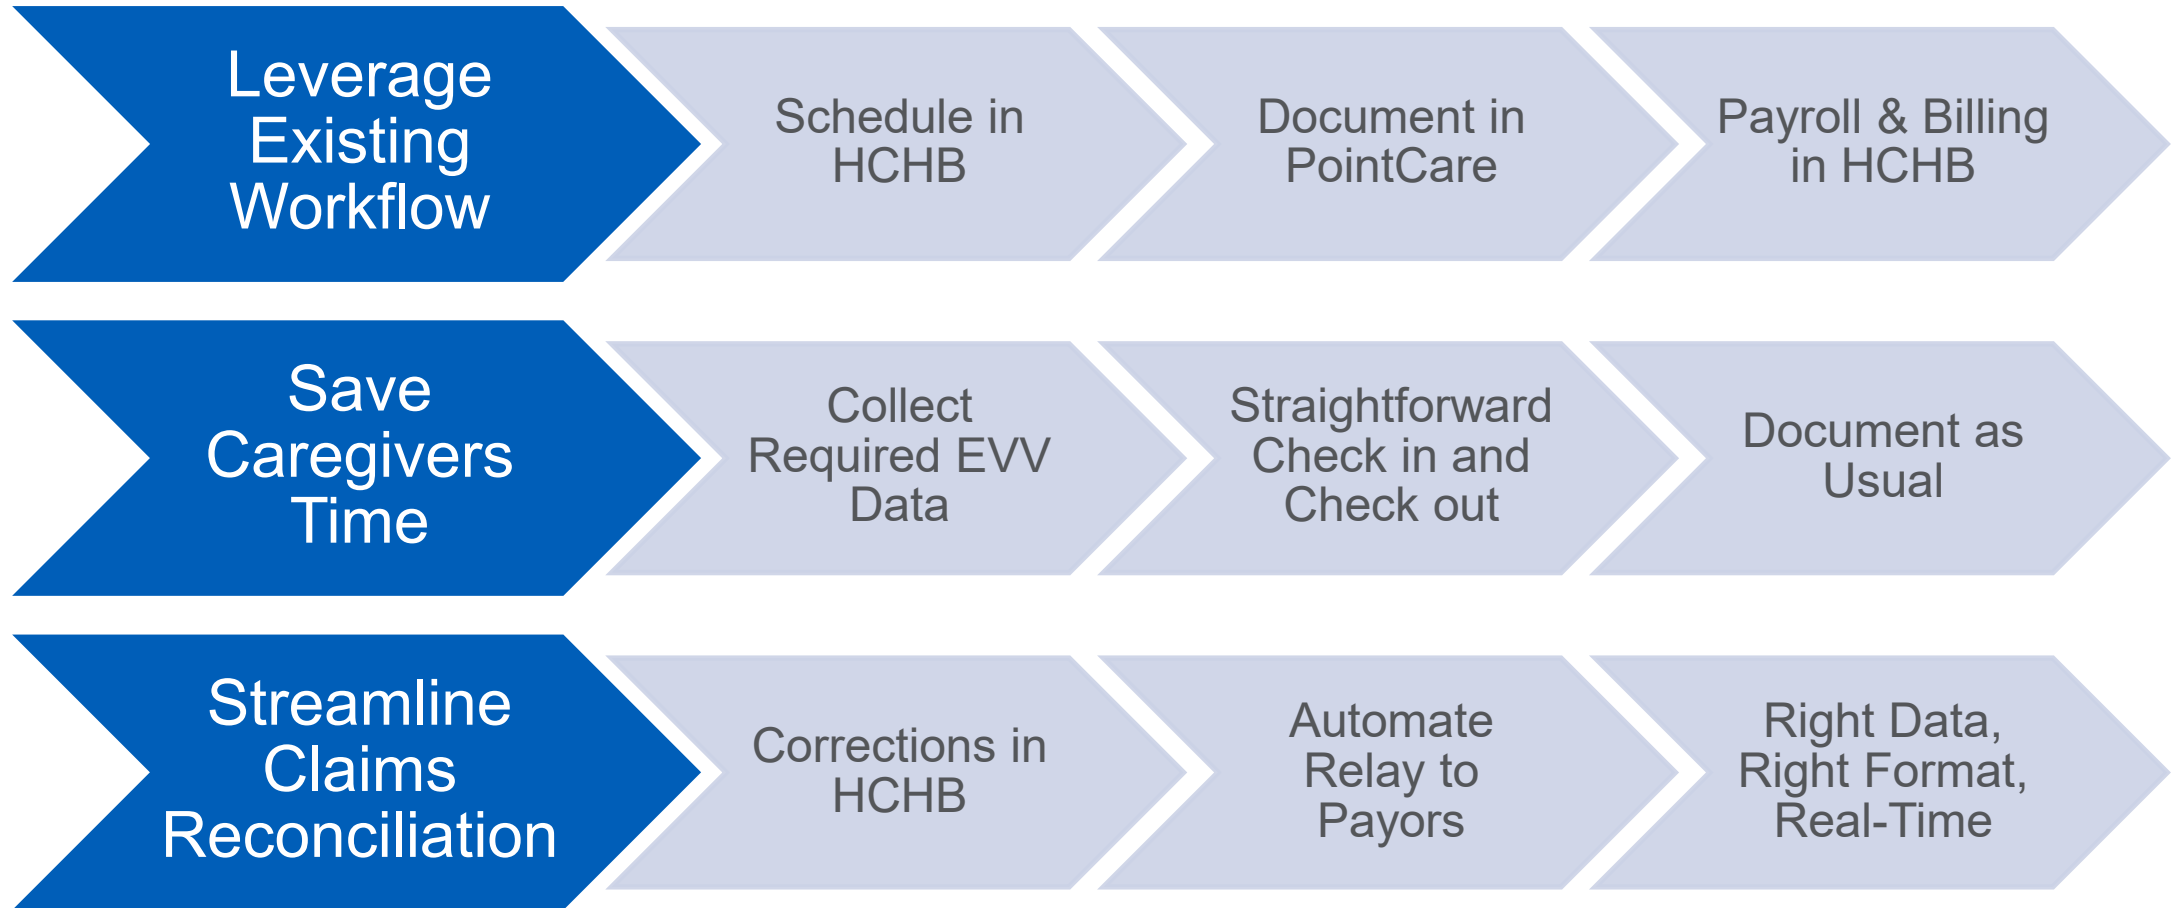 Leverage
Existing
Workflow
Schedule in
HCHB
Document in
PointCare
Payroll & Billing
in HCHB
Save
Caregivers
Time
Collect
Required EVV
Data
Straightforward
Check in and
Check out
Document as
Usual
Streamline
Claims
Reconciliation
Corrections in
HCHB
Automate
Relay to
Payors
Right Data,
Right Format,
Real-Time